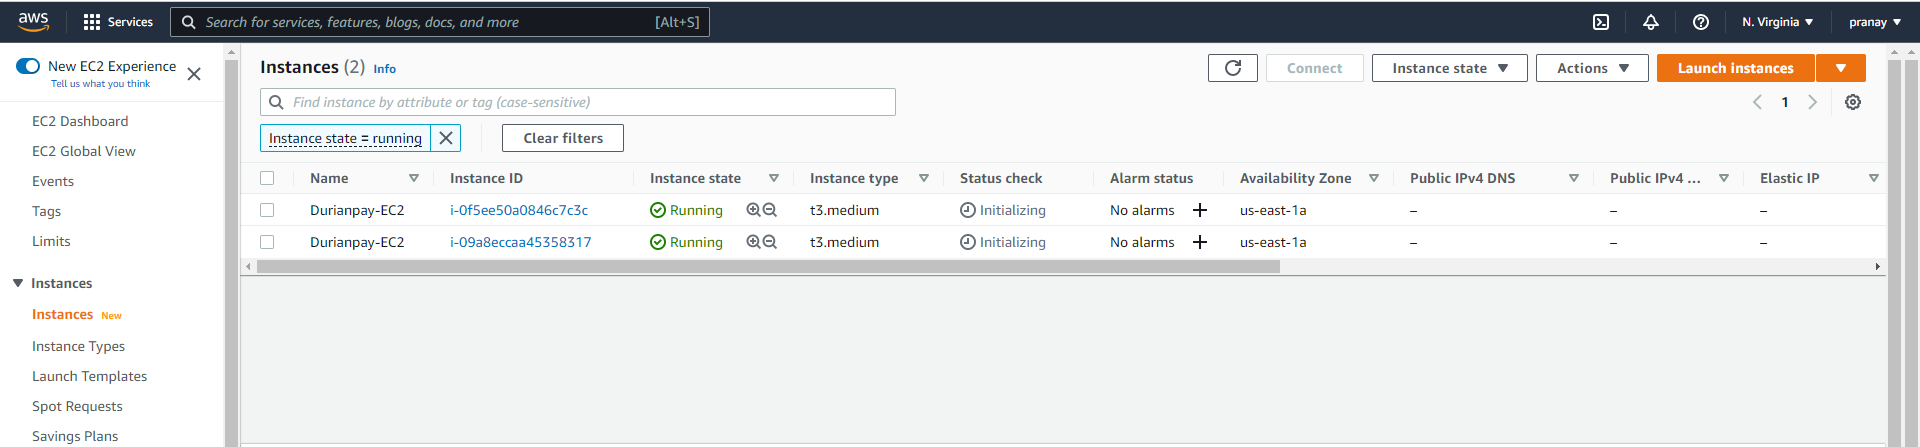 aws Services Search for services, features, blogs, docs, and more [Alt+S] N. Virginia pranay
New EC2 Experience
Tell us what you think
EC2 Dashboard
EC2 Global View
Events
Tags
Limits
Instances
Instances New
Instance Types
Launch Templates
Spot Requests
Savings Plans
Instances (2) Info Connect Instance state Actions Launch instances
Find instance by attribute or tag (case-sensitive) 1
Instance state = running Clear filters
Name Instance ID Instance state Instance type Status check Alarm status Availability Zone Public IPv4 DNS Public IPv4 ... Elastic IP
Durianpay-EC2 i-0f5ee50a0846c7c3c Running t3.medium Initializing No alarms + us-east-1a – – –
Durianpay-EC2 i-09a8eccaa45358317 Running t3.medium Initializing No alarms + us-east-1a – – –